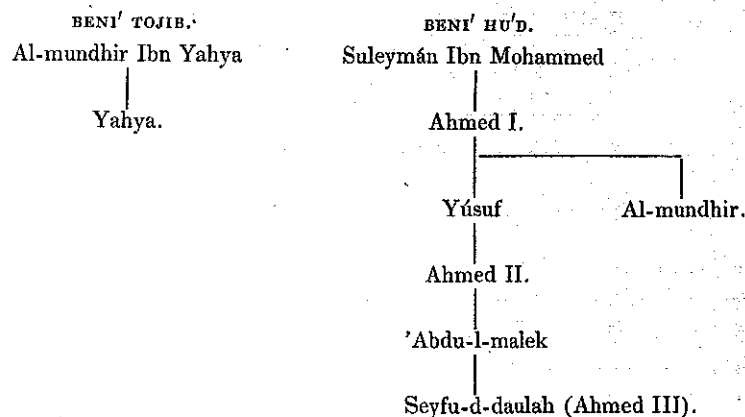 BENI' TOJIB.
Al-mundhir Ibn Yahya
Yahya.
BENI' HU'D.
Suleymán Ibn Mohammed
Ahmed I.
Yúsuf
Al-mundhir.
Ahmed II.
'Abdu-l-malek
Seyfu-d-daulah (Ahmed III).